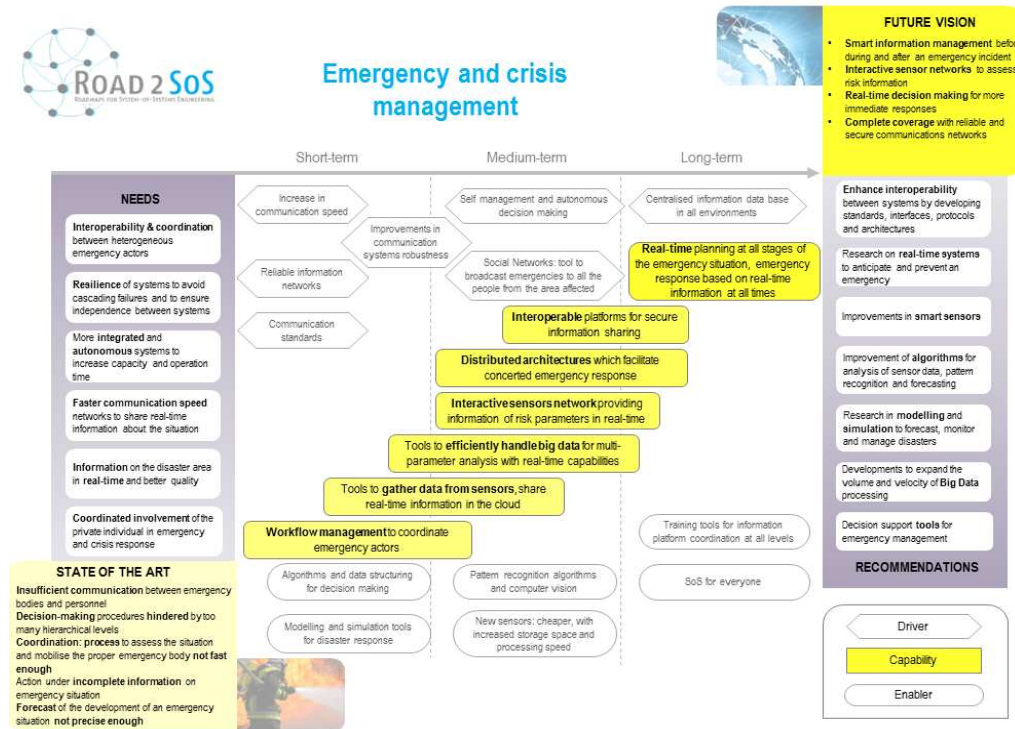 ROAD2SOS
ROADMAPS FOR SYSTEM-OF-SYSTEMS ENGINEERING
Emergency and crisis
management
FUTURE VISION
• Smart information management before
during and after an emergency incident
• Interactive sensor networks to assess
risk information
• Real-time decision making for more
immediate responses
• Complete coverage with reliable and
secure communications networks
Short-term
Medium-term
Long-term
NEEDS
Interoperability & coordination
between heterogeneous
emergency actors
Resilience of systems to avoid
cascading failures and to ensure
independence between systems
More integrated and
autonomous systems to
increase capacity and operation
time
Faster communication speed
networks to share real-time
information about the situation
Information on the disaster area
in real-time and better quality
Coordinated involvement of the
private individual in emergency
and crisis response
STATE OF THE ART
Insufficient communication between emergency
bodies and personnel
Decision-making procedures hindered by too
many hierarchical levels
Coordination: process to assess the situation
and mobilise the proper emergency body not fast
enough
Action under incomplete information on
emergency situation
Forecast of the development of an emergency
situation not precise enough
Increase in
communication speed
Improvements in
communication
systems robustness
Reliable information
networks
Communication
standards
Self management and autonomous
decision making
Social Networks: tool to
broadcast emergencies to all the
people from the area affected
Centralised information data base
in all environments
Real-time planning at all stages of
the emergency situation, emergency
response based on real-time
information at all times
Interoperable platforms for secure
information sharing
Distributed architectures which facilitate
concerted emergency response
Interactive sensors network providing
information of risk parameters in real-time
Tools to efficiently handle big data for multi-
parameter analysis with real-time capabilities
Tools to gather data from sensors, share
real-time information in the cloud
Workflow management to coordinate
emergency actors
Algorithms and data structuring
for decision making
Modelling and simulation tools
for disaster response
Pattern recognition algorithms
and computer vision
New sensors: cheaper, with
increased storage space and
processing speed
Training tools for information
platform coordination at all levels
SoS for everyone
Enhance interoperability
between systems by developing
standards, interfaces, protocols
and architectures
Research on real-time systems
to anticipate and prevent an
emergency
Improvements in smart sensors
Improvement of algorithms for
analysis of sensor data, pattern
recognition and forecasting
Research in modelling and
simulation to forecast, monitor
and manage disasters
Developments to expand the
volume and velocity of Big Data
processing
Decision support tools for
emergency management
RECOMMENDATIONS
Driver
Capability
Enabler